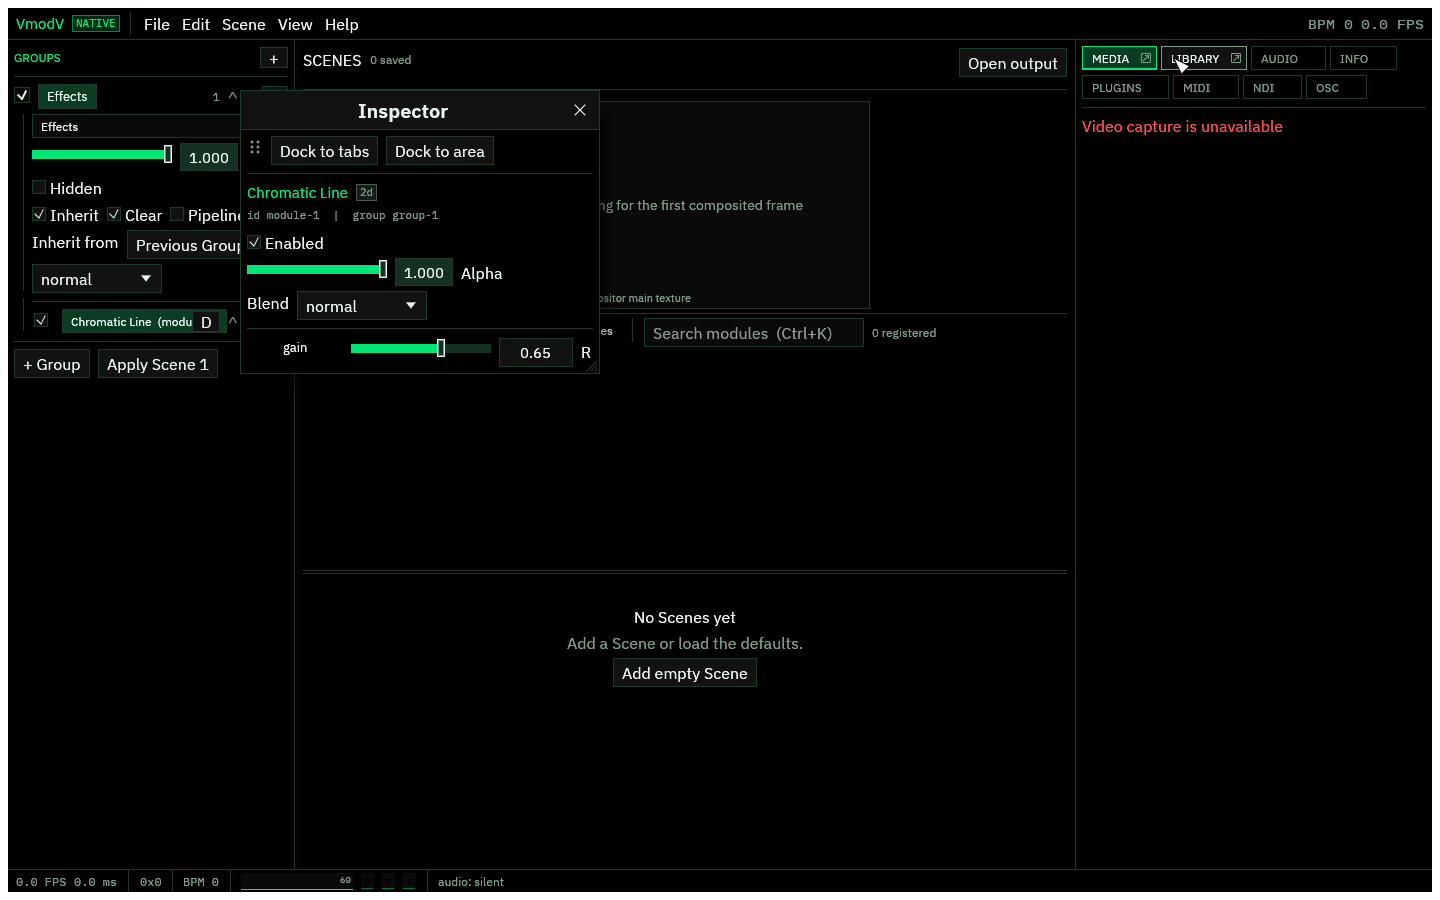 VmodV NATIVE File Edit Scene View Help BPM 0 0.0 FPS
GROUPS +
SCENES 0 saved Open output
MEDIA LIBRARY AUDIO INFO
PLUGINS MIDI NDI OSC
Video capture is unavailable
Effects 1 ^
Effects
1.000
Hidden
Inherit Clear Pipeline
Inherit from Previous Group
normal
Chromatic Line (modu D ^
+ Group Apply Scene 1
Inspector
Dock to tabs Dock to area
Chromatic Line 2d
id module-1 | group group-1
Enabled
1.000 Alpha
Blend normal
gain 0.65 R
ng for the first composited frame
ositor main texture
es Search modules (Ctrl+K) 0 registered
No Scenes yet
Add a Scene or load the defaults.
Add empty Scene
0.0 FPS 0.0 ms 0x0 BPM 0 60 audio: silent